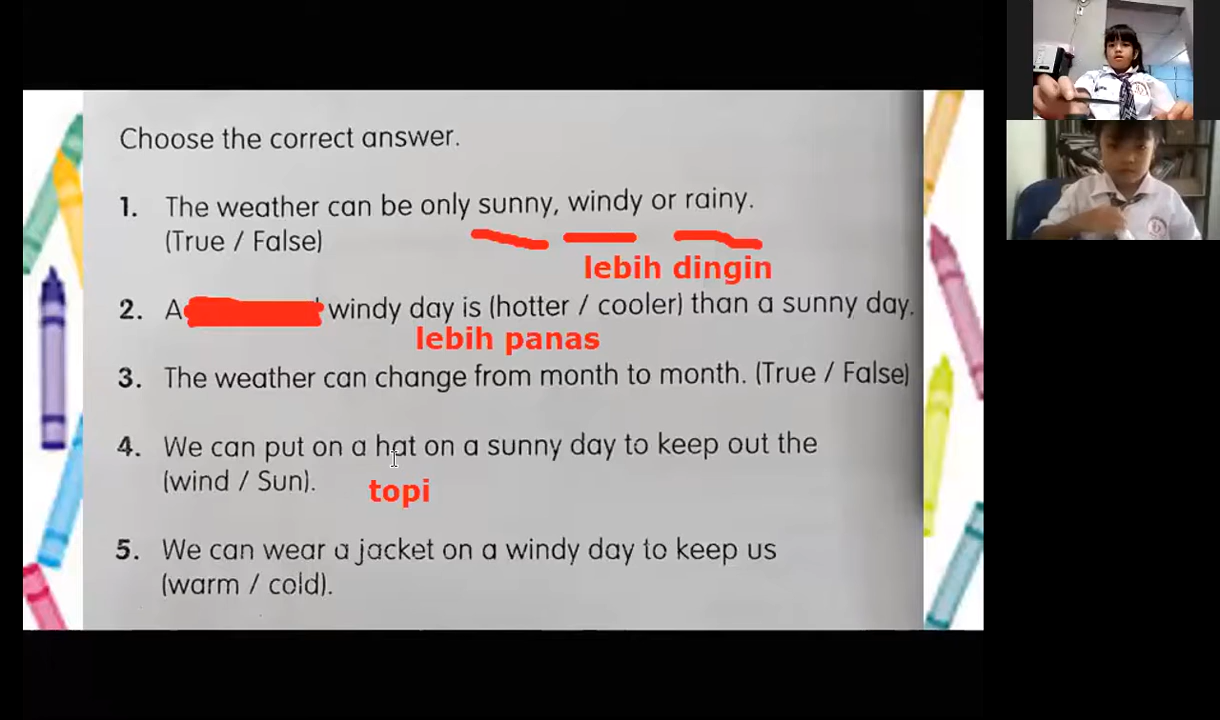 Choose the correct answer.
1. The weather can be only sunny, windy or rainy.
(True / False)
lebih dingin
2. A windy day is (hotter / cooler) than a sunny day.
lebih panas
3. The weather can change from month to month. (True / False)
4. We can put on a hat on a sunny day to keep out the
(wind / Sun).
topi
5. We can wear a jacket on a windy day to keep us
(warm / cold).